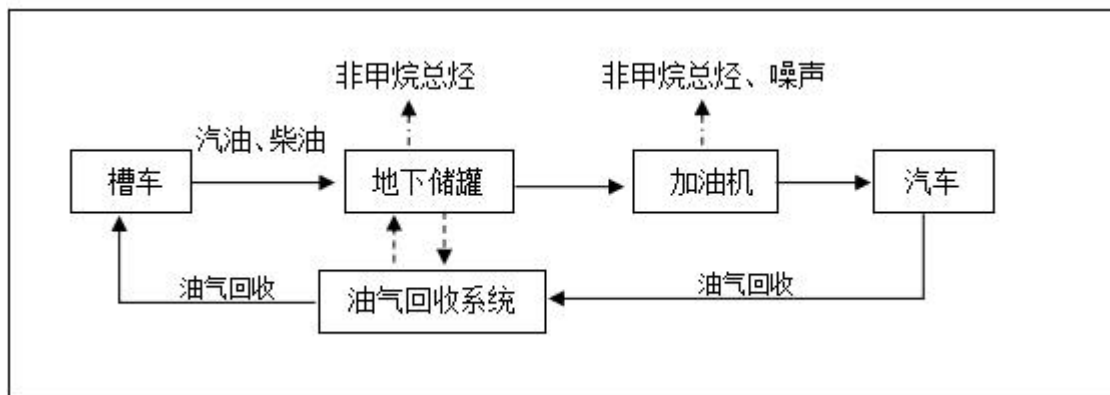 非甲烷总烃
非甲烷总烃、噪声
汽油、柴油
槽车
地下储罐
加油机
汽车
油气回收
油气回收系统
油气回收